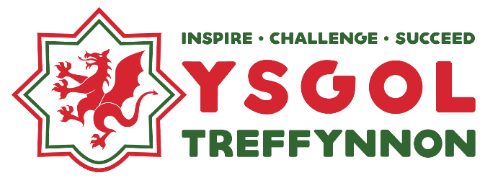 INSPIRE · CHALLENGE · SUCCEED
YSGOL
TREFFYNNON